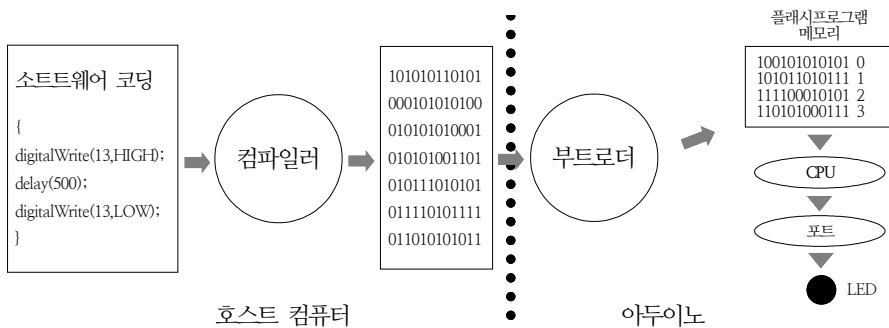 소트트웨어 코딩
{
digitalWrite(13,HIGH);
delay(500);
digitalWrite(13,LOW);
}
컴파일러
101010110101
000101010100
010101010001
010101001101
010111010101
011110101111
011010101011
호스트 컴퓨터
부트로더
아두이노
플래시프로그램
메모리
100101010101 0
101011010111 1
111100010101 2
110101000111 3
CPU
포트
LED